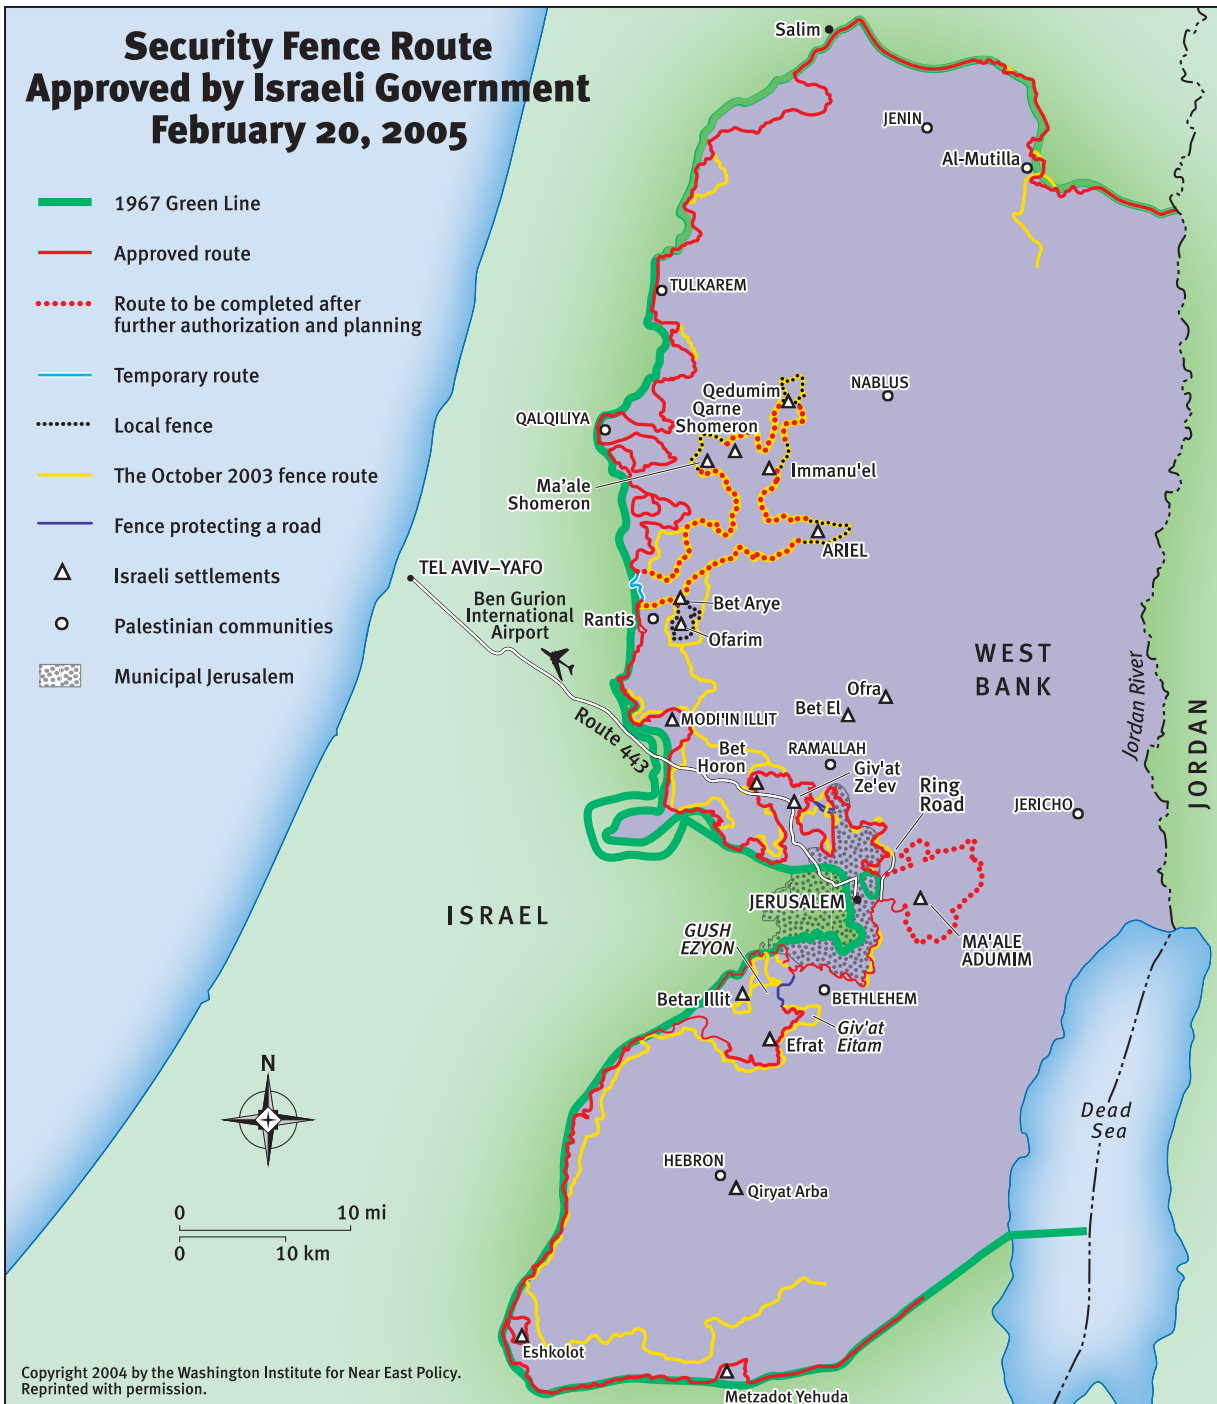 Security Fence Route
Approved by Israeli Government
February 20, 2005
1967 Green Line
Approved route
Route to be completed after
further authorization and planning
Temporary route
Local fence
The October 2003 fence route
Fence protecting a road
Israeli settlements
Palestinian communities
Municipal Jerusalem
Salim
JENIN
Al-Mutilla
TULKAREM
Qedumim
NABLUS
Qarne
Shomeron
QALQILIYA
Immanu'el
Ma'ale
Shomeron
ARIEL
TEL AVIV–YAFO
Ben Gurion
International
Airport
Bet Arye
Rantis
Ofarim
WEST
BANK
Jordan River
JORDAN
Ofra
Bet El
MODI'IN ILLIT
Route 443
Bet
Horon
RAMALLAH
Giv'at
Ze'ev
Ring
Road
JERICHO
ISRAEL
JERUSALEM
GUSH
EZYON
MA'ALE
ADUMIM
Betar Illit
BETHLEHEM
Giv'at
Eitam
Efrat
N
Dead
Sea
HEBRON
Qiryat Arba
0 10 mi
0 10 km
Eshkolot
Metzadot Yehuda
Copyright 2004 by the Washington Institute for Near East Policy.
Reprinted with permission.